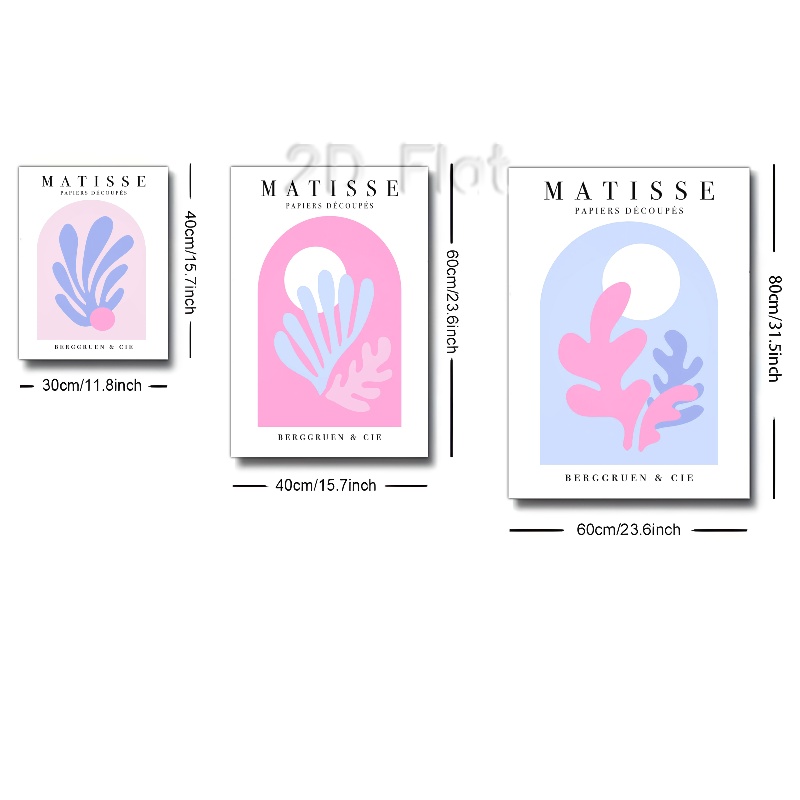 2D Flat
MATISSE
PAPIERS DÉCOUPÉS
BERGGRUEN & CIE
40cm/15.7inch
30cm/11.8inch
MATISSE
PAPIERS DÉCOUPÉS
BERGGRUEN & CIE
60cm/23.6inch
40cm/15.7inch
MATISSE
PAPIERS DÉCOUPÉS
BERGGRUEN & CIE
80cm/31.5inch
60cm/23.6inch